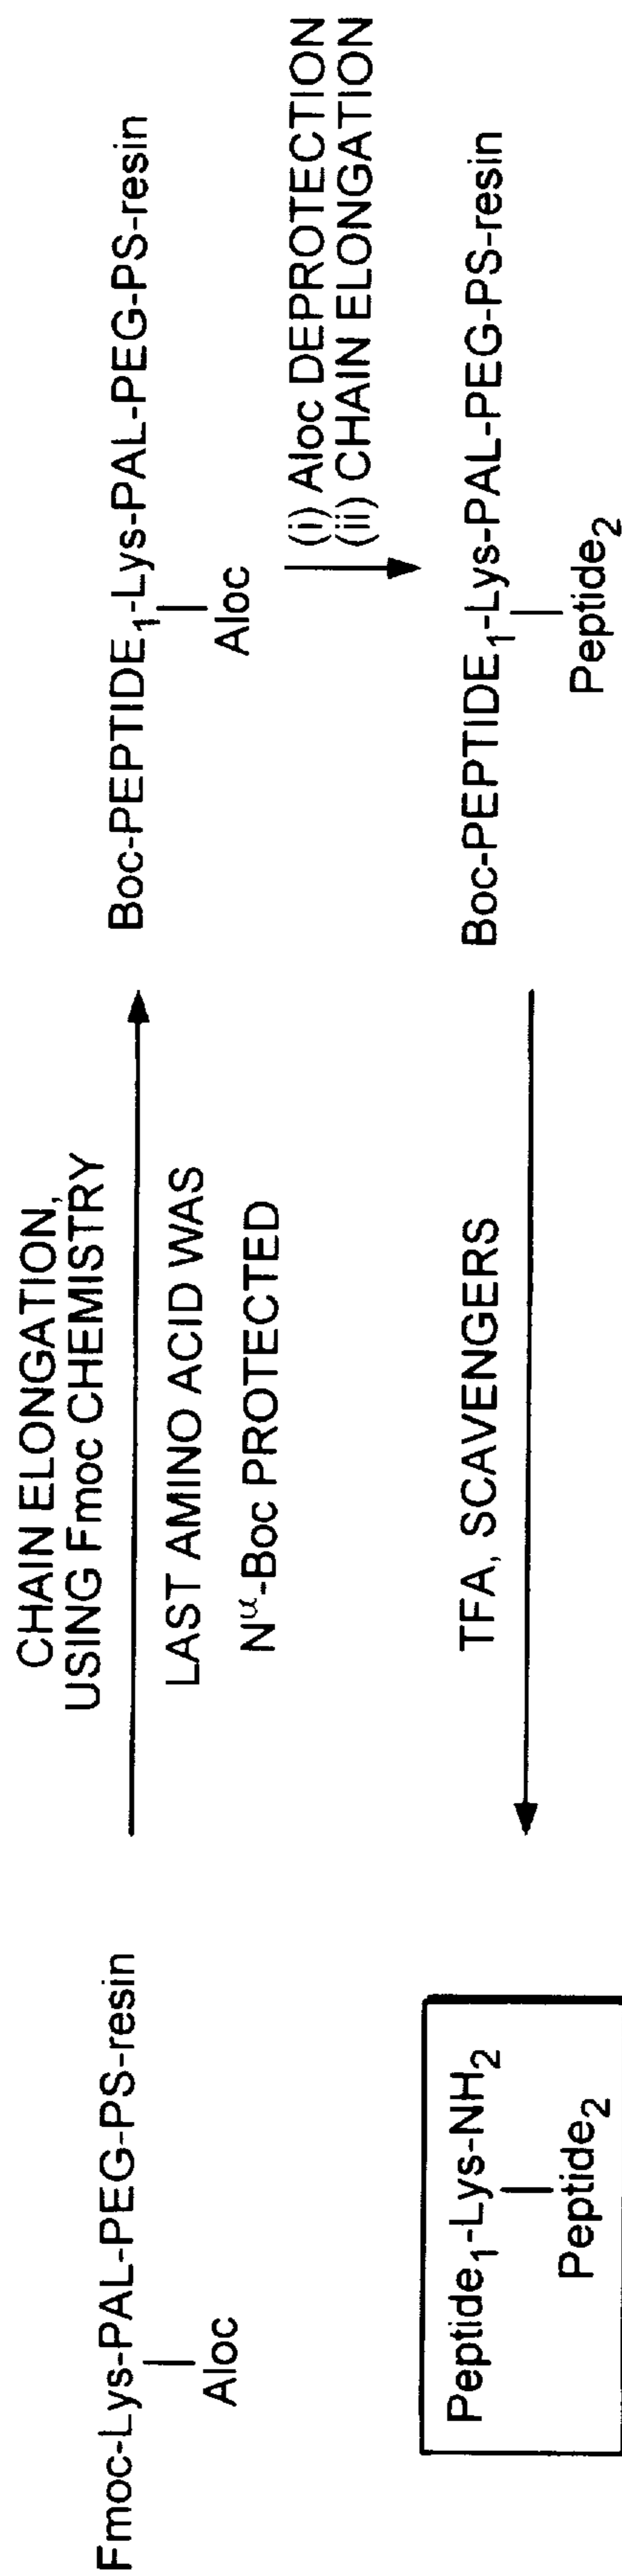 Fmoc-Lys-PAL-PEG-PS-resin
Aloc
CHAIN ELONGATION,
USING Fmoc CHEMISTRY
LAST AMINO ACID WAS
Nα-Boc PROTECTED
Boc-PEPTIDE1-Lys-PAL-PEG-PS-resin
Aloc
(i) Aloc DEPROTECTION
(ii) CHAIN ELONGATION
Boc-PEPTIDE1-Lys-PAL-PEG-PS-resin
Peptide2
TFA, SCAVENGERS
Peptide1-Lys-NH2
Peptide2